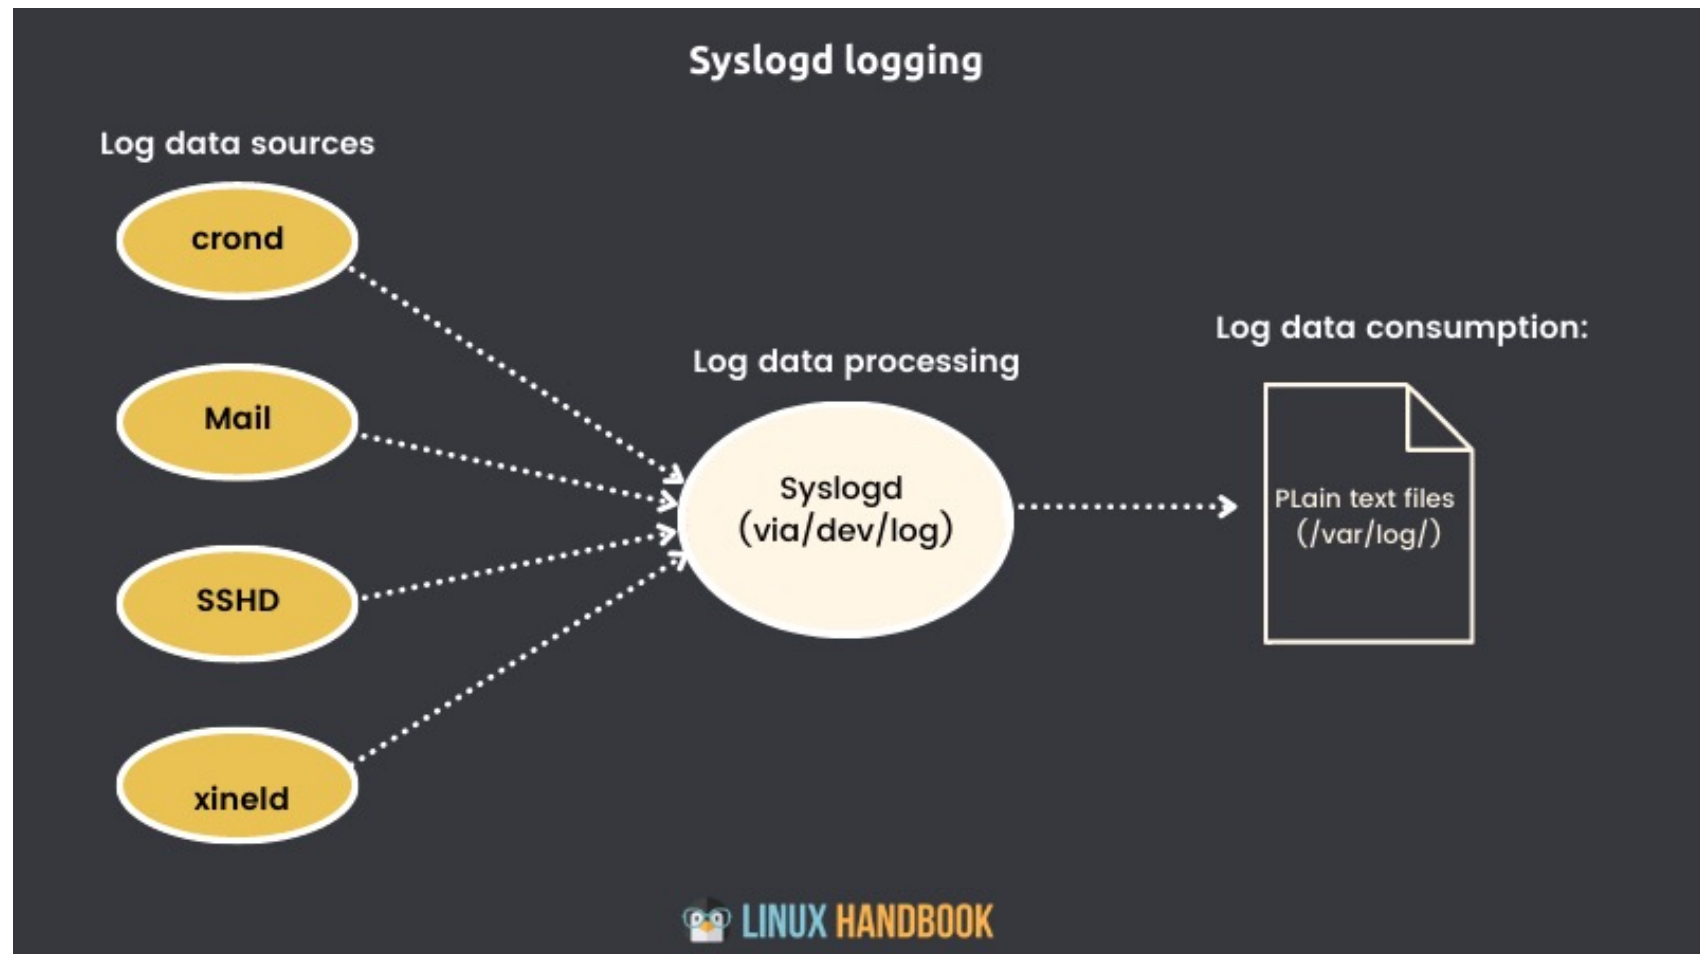 Syslogd logging
Log data sources
crond
Mail
SSHD
xineld
Log data processing
Syslogd
(via/dev/log)
Log data consumption:
PLain text files
(/var/log/)
LINUX HANDBOOK